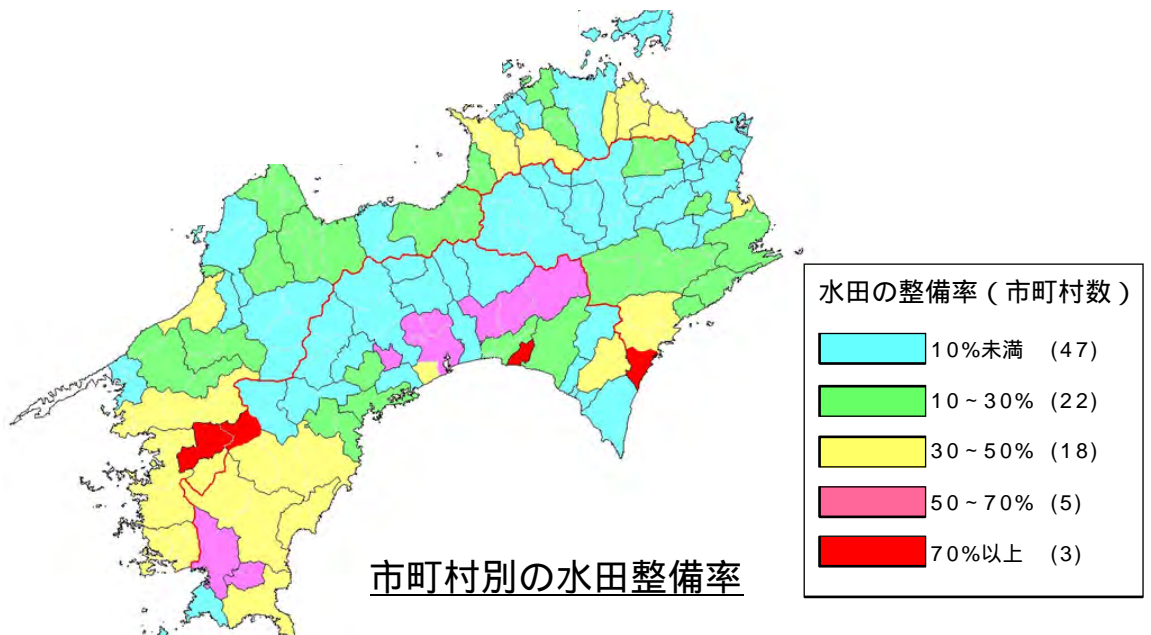 水田の整備率（市町村数）
10%未満 (47)
10～30% (22)
30～50% (18)
50～70% (5)
70%以上 (3)
市町村別の水田整備率